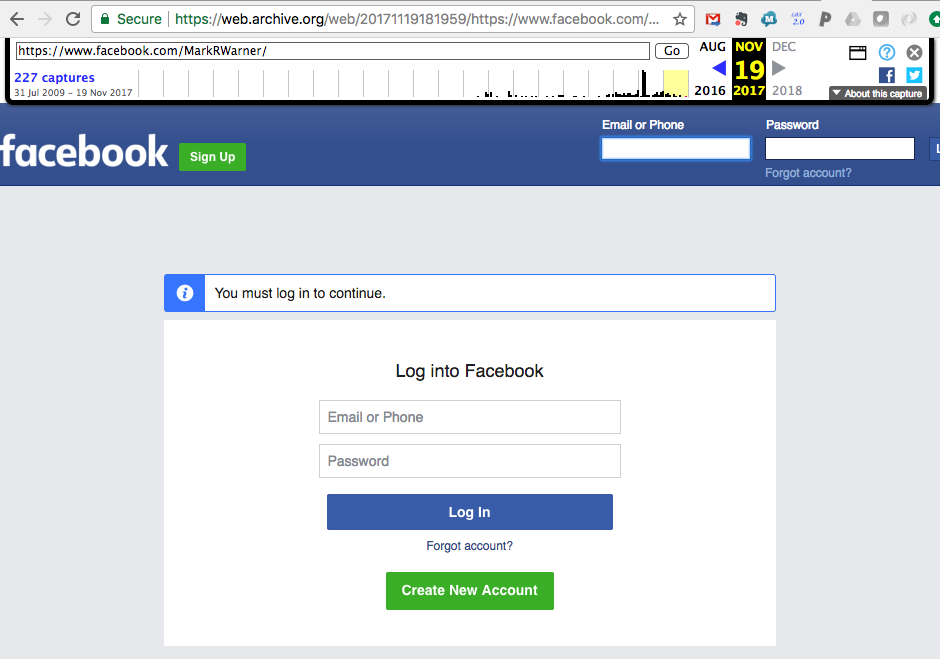 Secure https://web.archive.org/web/20171119181959/https://www.facebook.com/...
https://www.facebook.com/MarkRWarner/ Go AUG NOV DEC
227 captures 19
31 Jul 2009 – 19 Nov 2017 2016 2017 2018
About this capture
facebook Sign Up
Email or Phone Password
Forgot account?
You must log in to continue.
Log into Facebook
Email or Phone
Password
Log In
Forgot account?
Create New Account